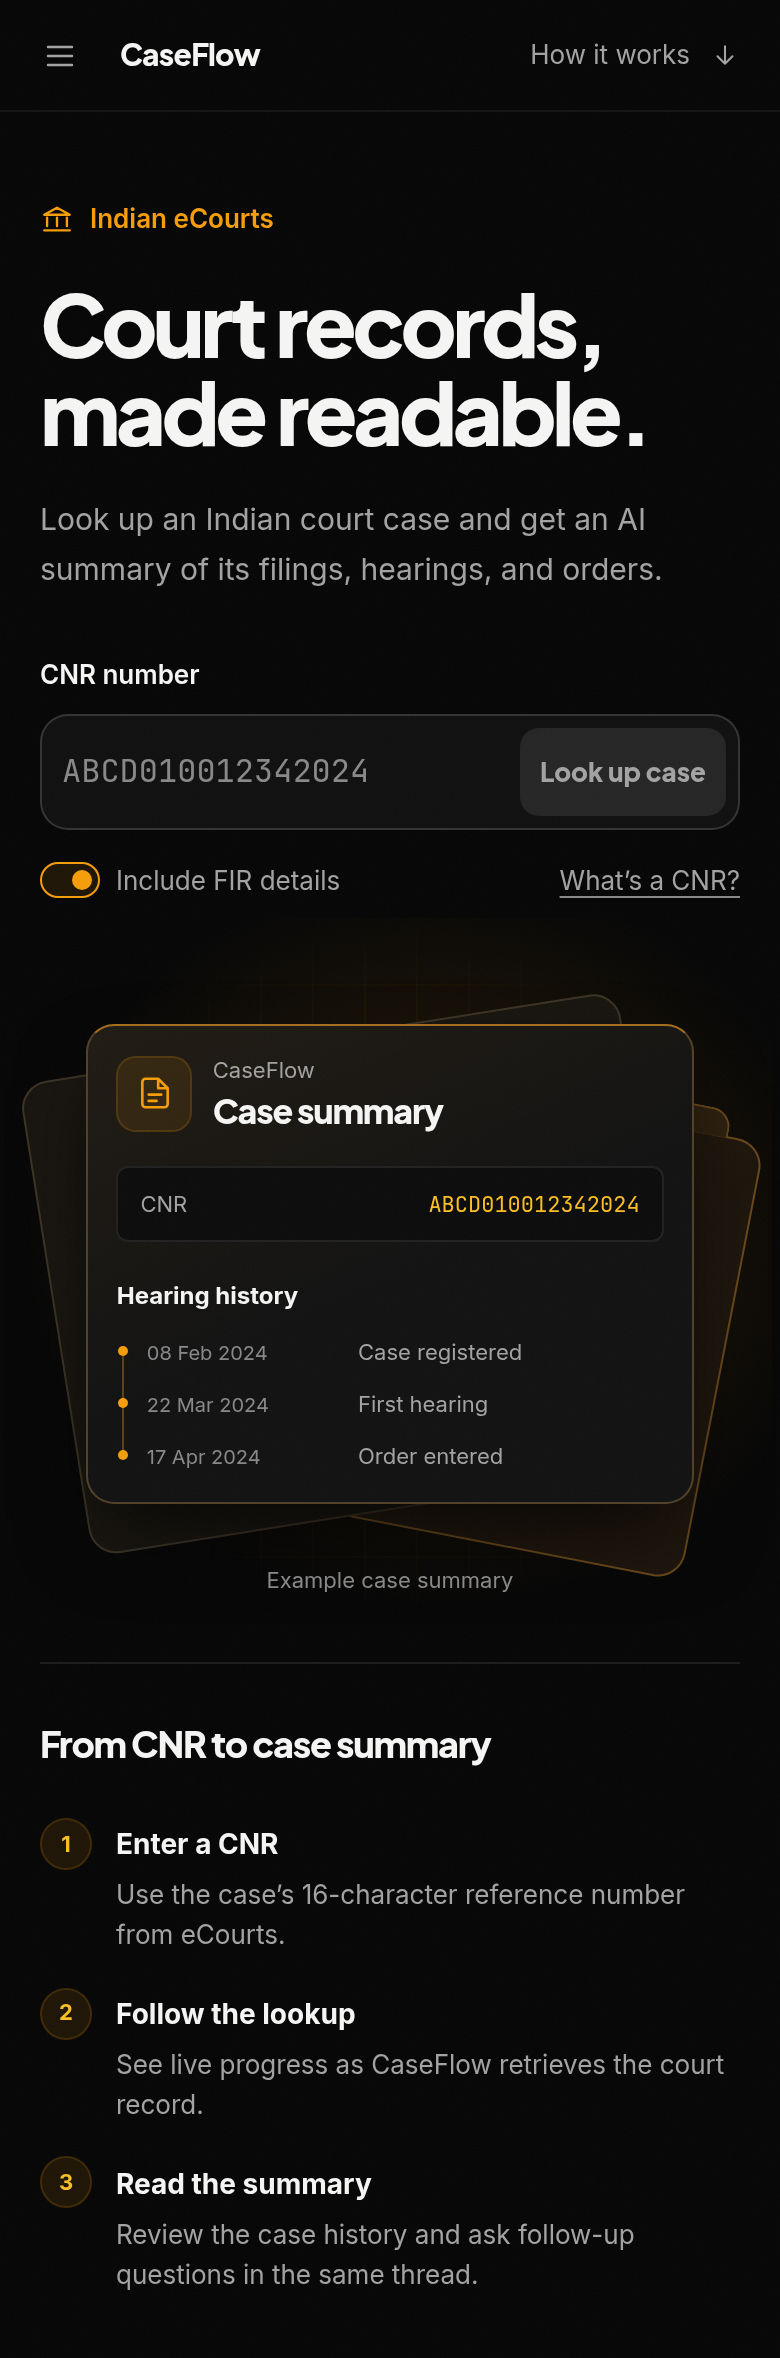 CaseFlow
How it works ↓
Indian eCourts
Court records,
made readable.
Look up an Indian court case and get an AI
summary of its filings, hearings, and orders.
CNR number
ABCD010012342024
Look up case
Include FIR details
What’s a CNR?
CaseFlow
Case summary
CNR ABCD010012342024
Hearing history
08 Feb 2024 Case registered
22 Mar 2024 First hearing
17 Apr 2024 Order entered
Example case summary
From CNR to case summary
1 Enter a CNR
Use the case’s 16-character reference number
from eCourts.
2 Follow the lookup
See live progress as CaseFlow retrieves the court
record.
3 Read the summary
Review the case history and ask follow-up
questions in the same thread.